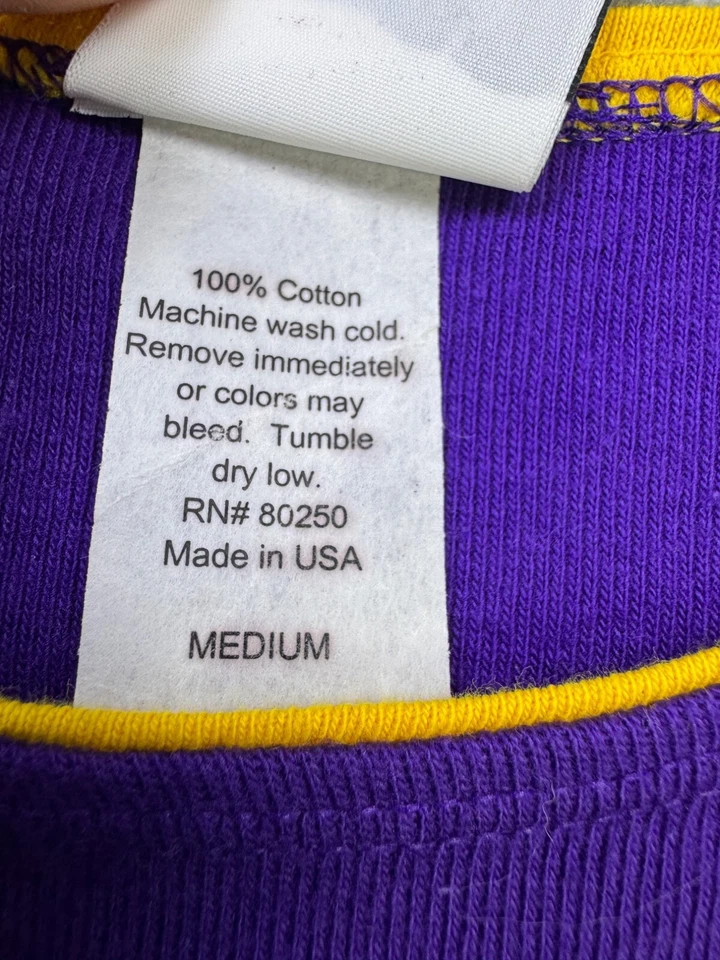 100% Cotton
Machine wash cold.
Remove immediately
or colors may
bleed. Tumble
dry low.
RN# 80250
Made in USA
MEDIUM